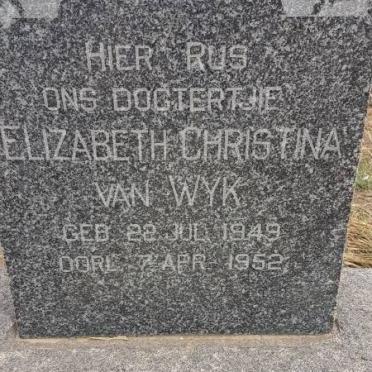 HIER RUS
ONS DOGTERTJIE
ELIZABETH CHRISTINA
VAN WYK
GEB. 22 JUL. 1949
OORL. 7 APR. 1952